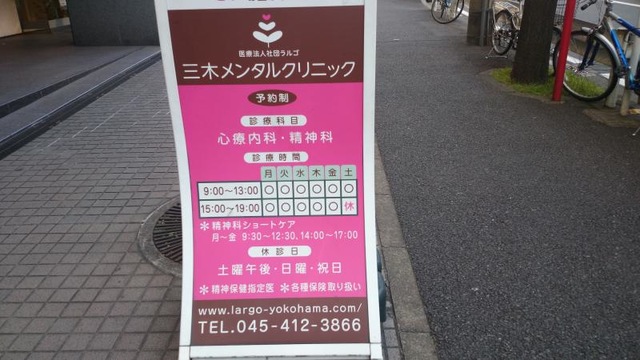 医療法人社団ラルゴ
三木メンタルクリニック
予約制
診療科目
心療内科・精神科
診療時間
月 火 水 木 金 土
9:00〜13:00 ○ ○ ○ ○ ○ ○
15:00〜19:00 ○ ○ ○ ○ ○ 休
＊精神科ショートケア
月〜金 9:30〜12:30、14:00〜17:00
休診日
土曜午後・日曜・祝日
＊精神保健指定医 ＊各種保険取り扱い
www.largo-yokohama.com/
TEL.045-412-3866